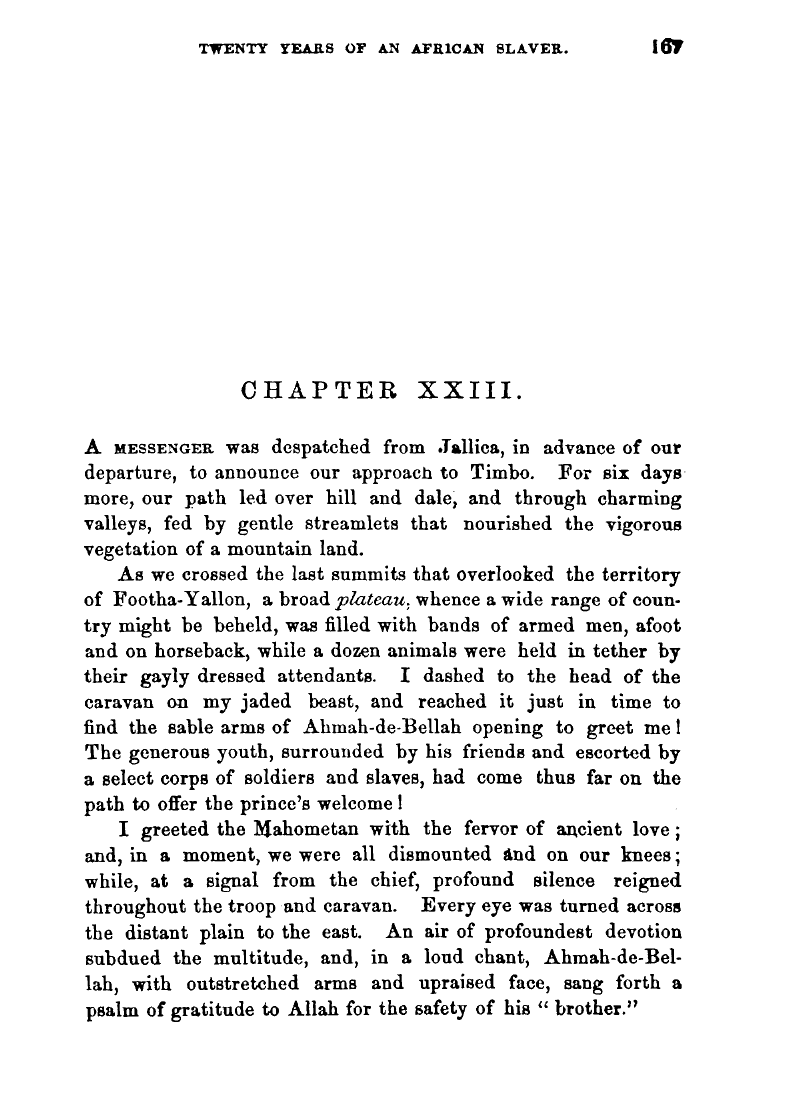 TWENTY YEARS OF AN AFRICAN SLAVER. 167
CHAPTER XXIII.
A MESSENGER was despatched from Jallica, in advance of our
departure, to announce our approach to Timbo. For six days
more, our path led over hill and dale, and through charming
valleys, fed by gentle streamlets that nourished the vigorous
vegetation of a mountain land.
As we crossed the last summits that overlooked the territory
of Footha-Yallon, a broad plateau, whence a wide range of coun-
try might be beheld, was filled with bands of armed men, afoot
and on horseback, while a dozen animals were held in tether by
their gayly dressed attendants. I dashed to the head of the
caravan on my jaded beast, and reached it just in time to
find the sable arms of Ahmah-de-Bellah opening to greet me!
The generous youth, surrounded by his friends and escorted by
a select corps of soldiers and slaves, had come thus far on the
path to offer the prince's welcome!
I greeted the Mahometan with the fervor of ancient love;
and, in a moment, we were all dismounted and on our knees;
while, at a signal from the chief, profound silence reigned
throughout the troop and caravan. Every eye was turned across
the distant plain to the east. An air of profoundest devotion
subdued the multitude, and, in a loud chant, Ahmah-de-Bel-
lah, with outstretched arms and upraised face, sang forth a
psalm of gratitude to Allah for the safety of his "brother."